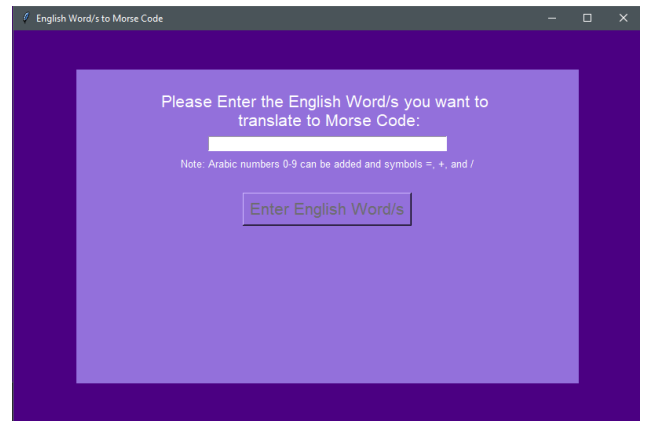 English Word/s to Morse Code
Please Enter the English Word/s you want to
translate to Morse Code:
Note: Arabic numbers 0-9 can be added and symbols =, +, and /
Enter English Word/s